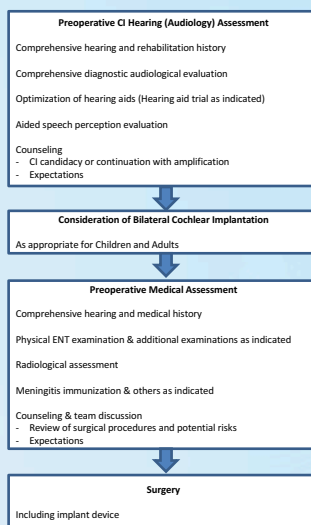 Preoperative CI Hearing (Audiology) Assessment
Comprehensive hearing and rehabilitation history
Comprehensive diagnostic audiological evaluation
Optimization of hearing aids (Hearing aid trial as indicated)
Aided speech perception evaluation
Counseling
- CI candidacy or continuation with amplification
- Expectations
Consideration of Bilateral Cochlear Implantation
As appropriate for Children and Adults
Preoperative Medical Assessment
Comprehensive hearing and medical history
Physical ENT examination & additional examinations as indicated
Radiological assessment
Meningitis immunization & others as indicated
Counseling & team discussion
- Review of surgical procedures and potential risks
- Expectations
Surgery
Including implant device